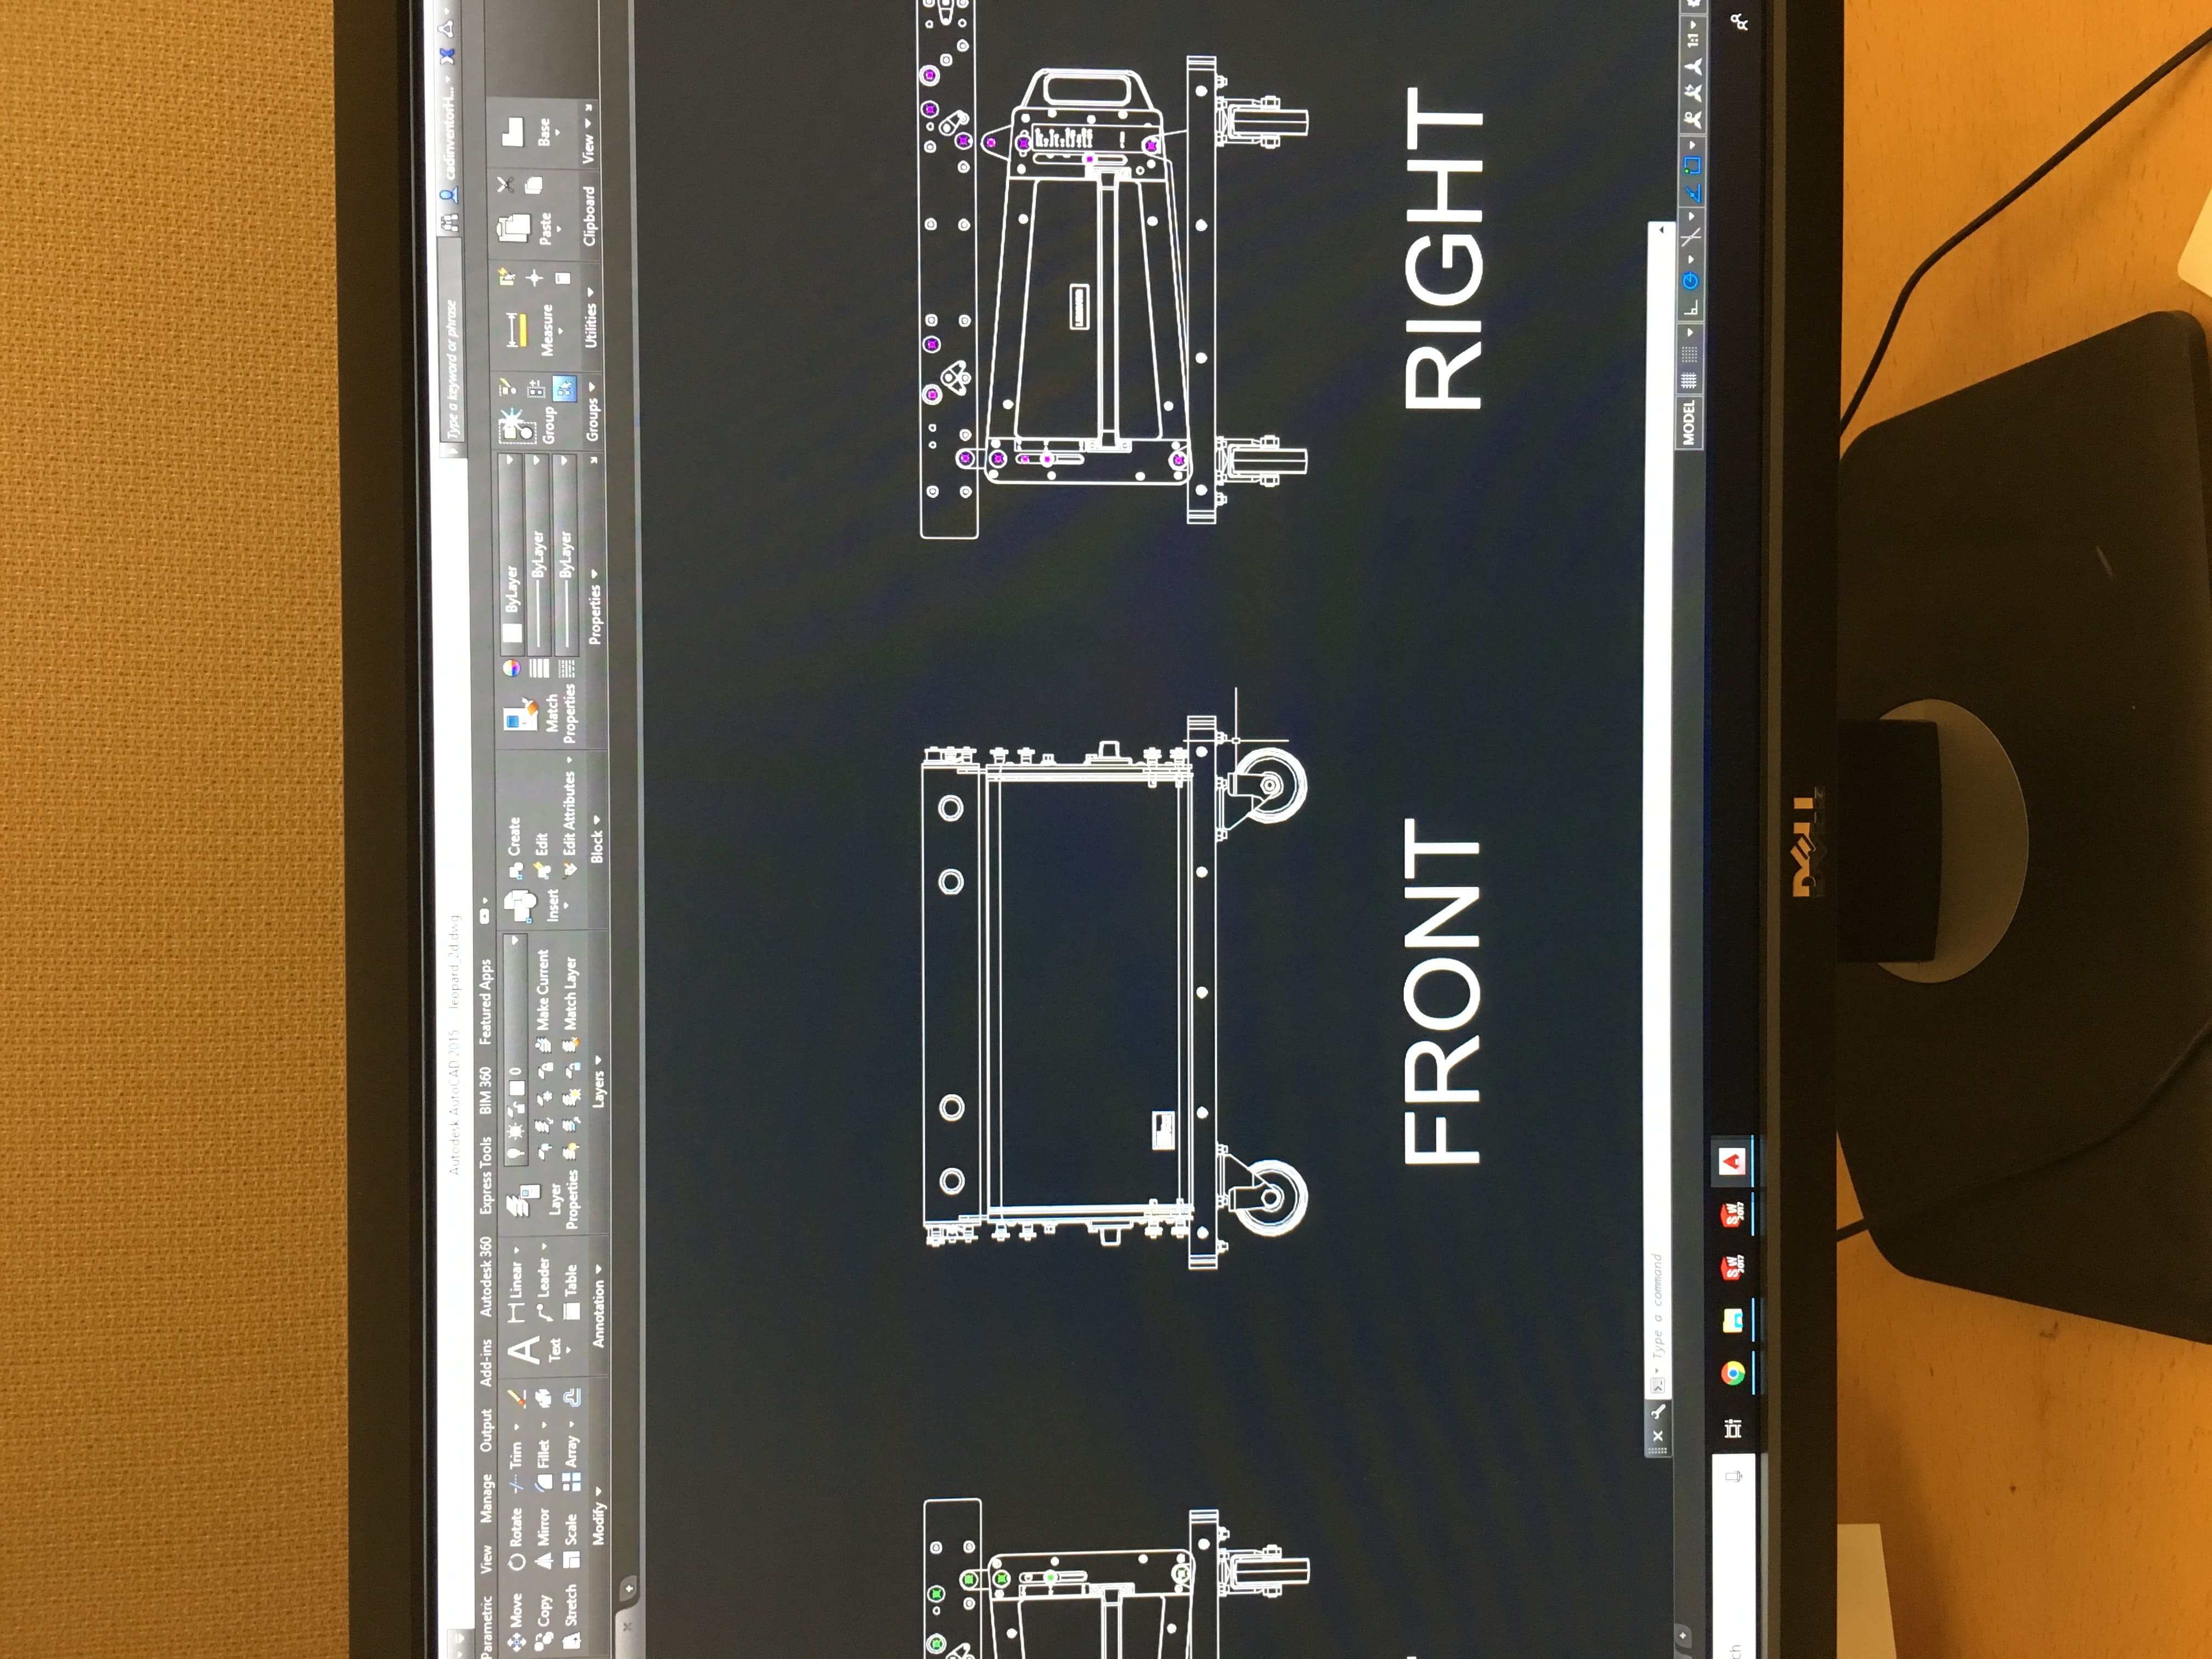 Autodesk AutoCAD 2015 leopard_2d.dwg
Type a keyword or phrase
cadinventorH...
Parametric View Manage Output Add-ins Autodesk 360 Express Tools BIM 360 Featured Apps
Move Rotate Trim
Copy Mirror Fillet
Stretch Scale Array
Modify
Text
Linear
Leader
Table
Annotation
Layer
Properties
0
Make Current
Match Layer
Layers
Insert
Create
Edit
Edit Attributes
Block
Match
Properties
ByLayer
ByLayer
ByLayer
Properties
Group
Groups
Measure
Utilities
Paste
Clipboard
Base
View
FRONT
RIGHT
Type a command
MODEL
1:1
ch
SW
2017
SW
2017
DELL